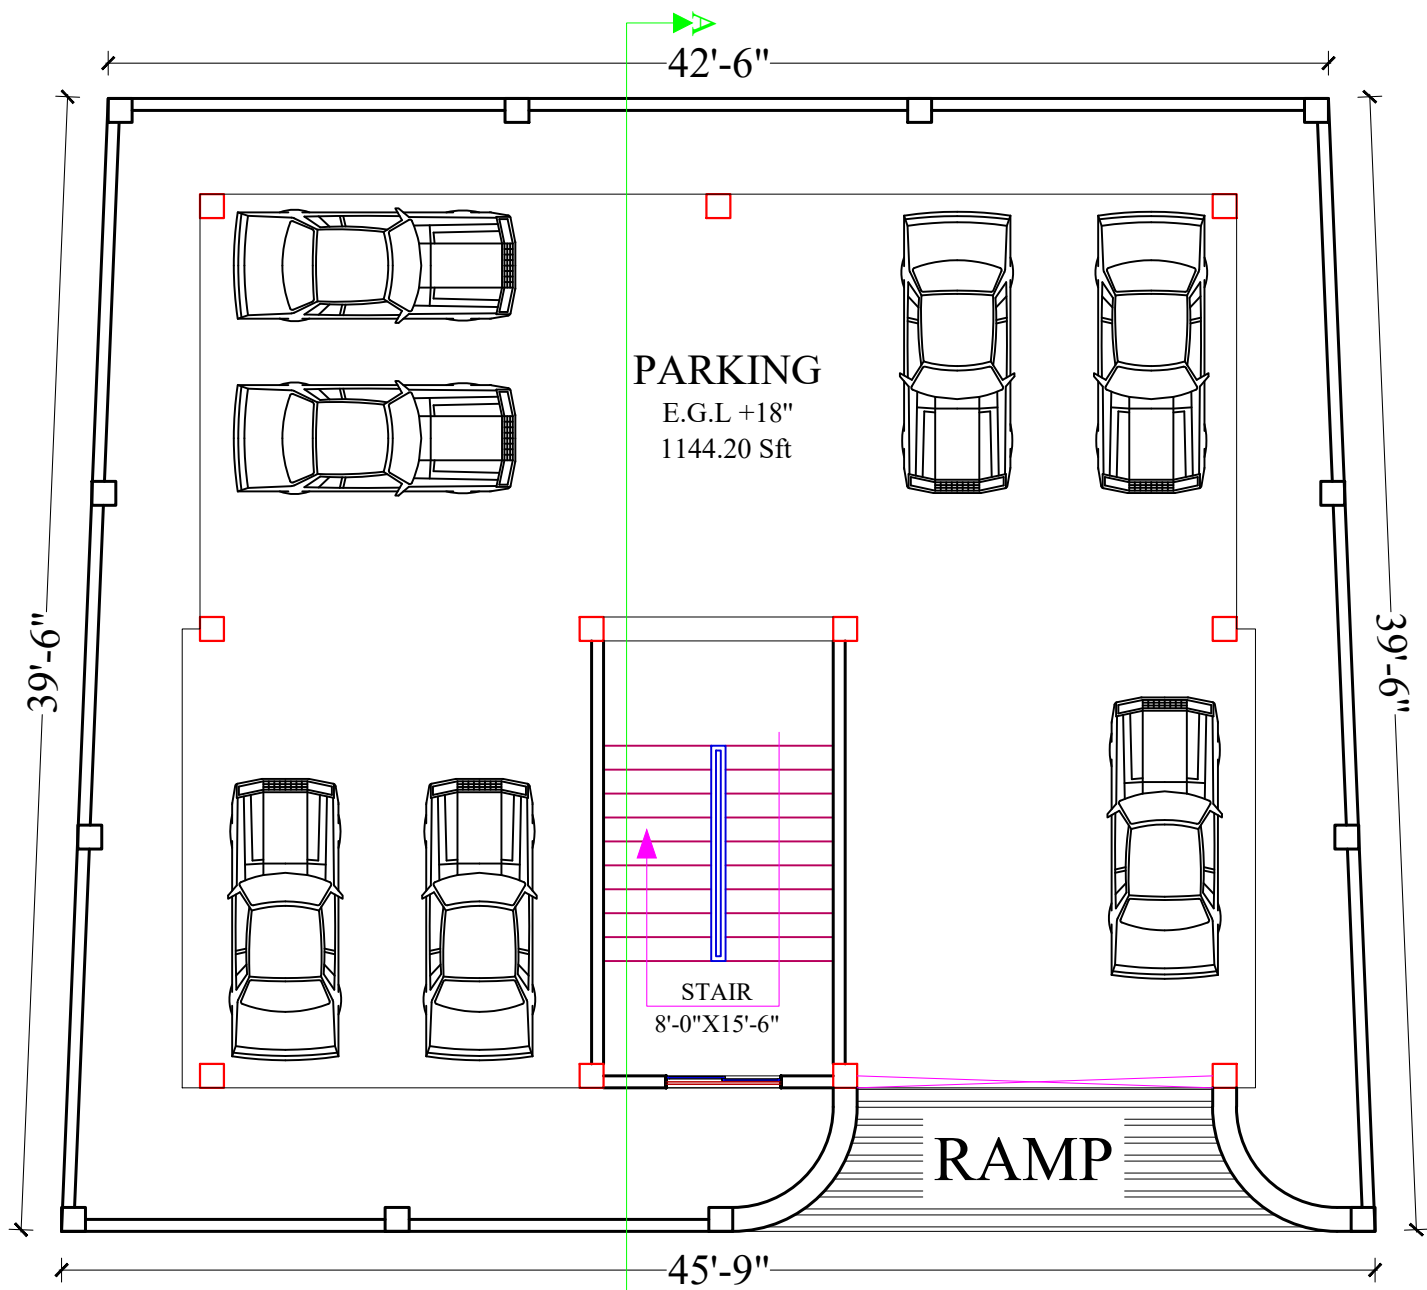 A
42'-6"
PARKING
E.G.L +18"
1144.20 Sft
39'-6"
39'-6"
STAIR
8'-0"X15'-6"
RAMP
45'-9"